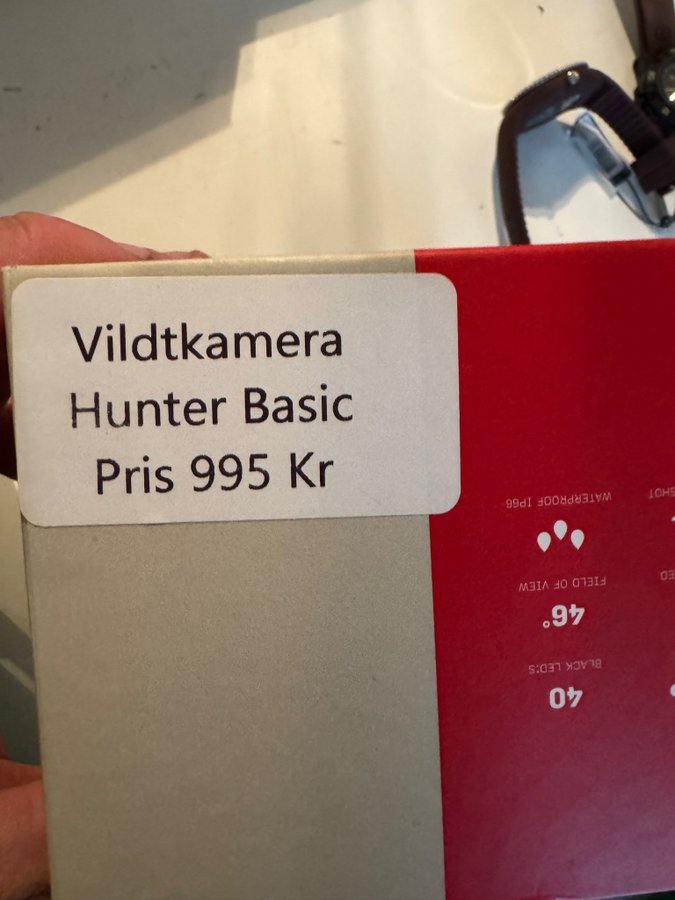 Vildtkamera
Hunter Basic
Pris 995 Kr
40
BLACK LED:S
46°
FIELD OF VIEW
WATERPROOF IP66